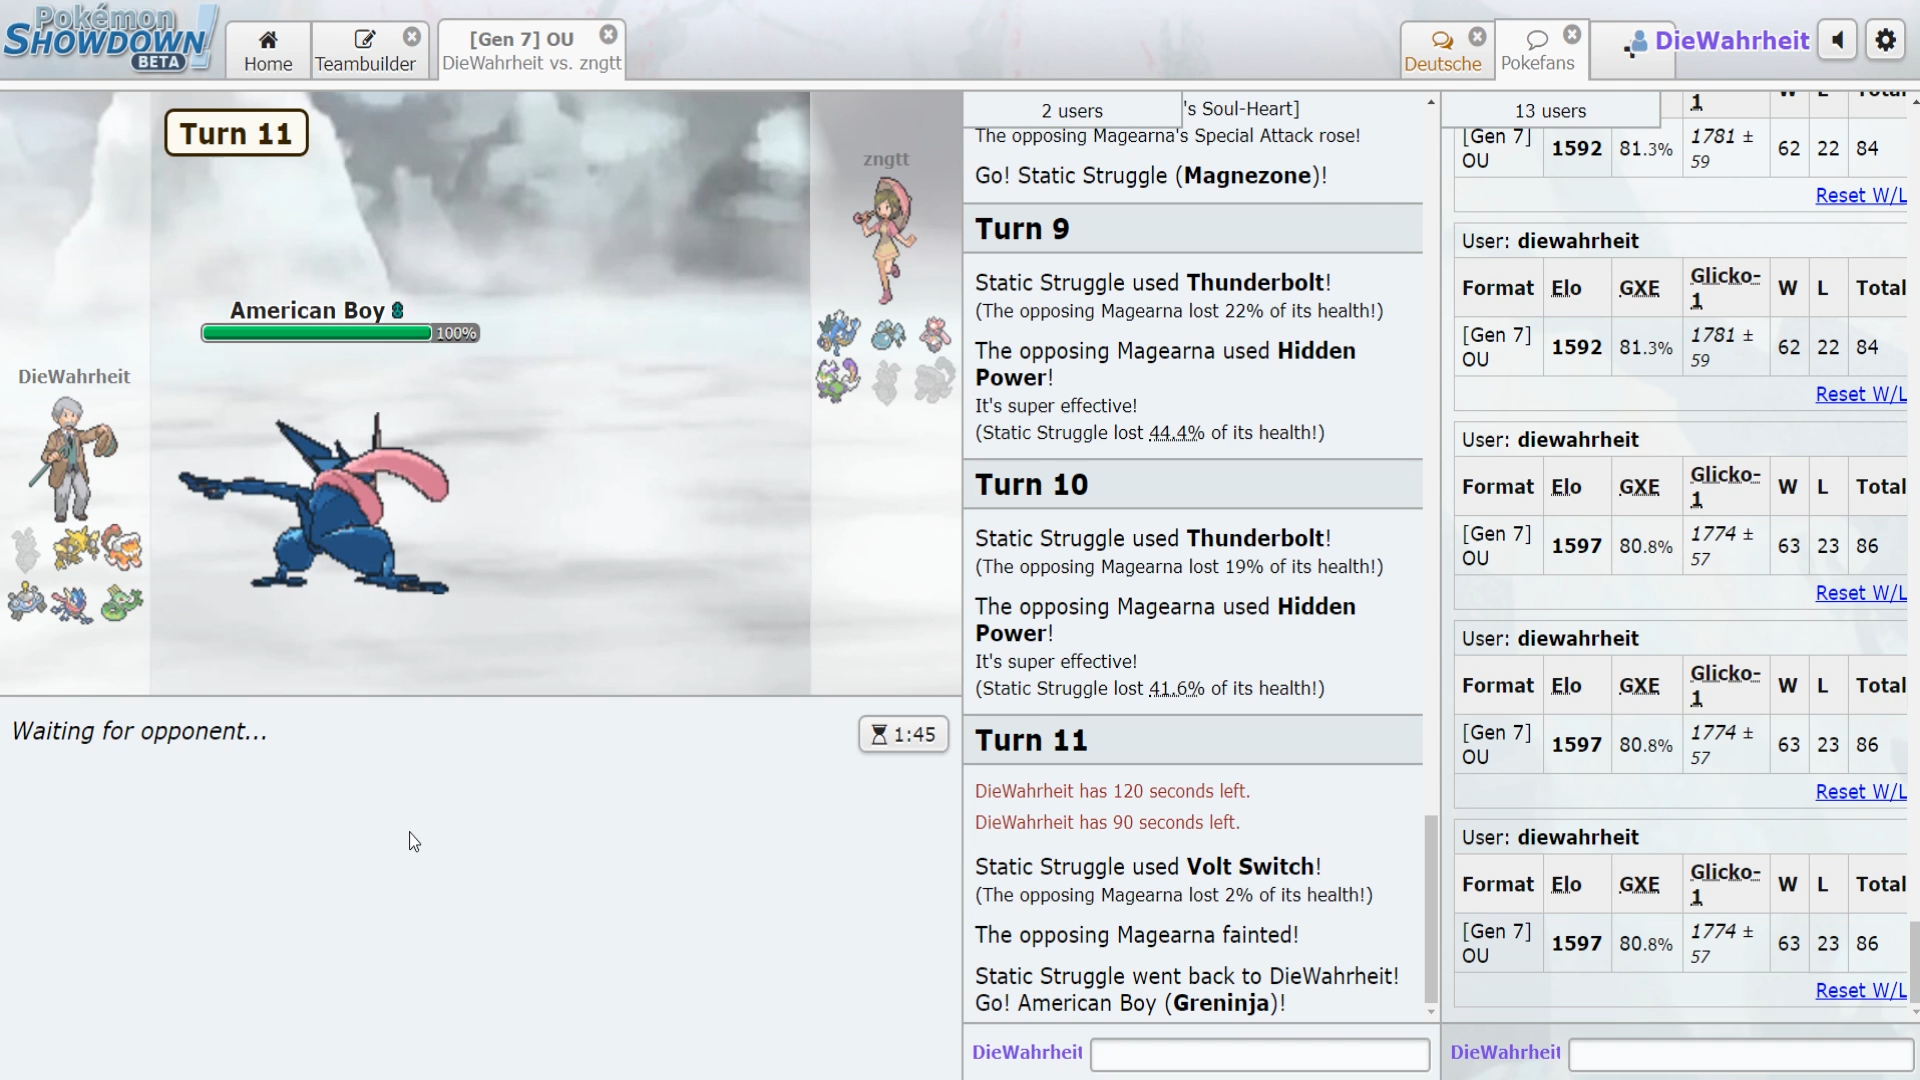 Pokémon
SHOWDOWN!
BETA
Home
Teambuilder
[Gen 7] OU
DieWahrheit vs. zngtt
Deutsche
Pokefans
DieWahrheit
Turn 11
zngtt
American Boy
100%
DieWahrheit
Waiting for opponent...
1:45
2 users
's Soul-Heart]
The opposing Magearna's Special Attack rose!
Go! Static Struggle (Magnezone)!
Turn 9
Static Struggle used Thunderbolt!
(The opposing Magearna lost 22% of its health!)
The opposing Magearna used Hidden
Power!
It's super effective!
(Static Struggle lost 44.4% of its health!)
Turn 10
Static Struggle used Thunderbolt!
(The opposing Magearna lost 19% of its health!)
The opposing Magearna used Hidden
Power!
It's super effective!
(Static Struggle lost 41.6% of its health!)
Turn 11
DieWahrheit has 120 seconds left.
DieWahrheit has 90 seconds left.
Static Struggle used Volt Switch!
(The opposing Magearna lost 2% of its health!)
The opposing Magearna fainted!
Static Struggle went back to DieWahrheit!
Go! American Boy (Greninja)!
DieWahrheit
13 users
1 W L Total
[Gen 7] OU 1592 81.3% 1781 ± 59 62 22 84
Reset W/L
User: diewahrheit
Format Elo GXE Glicko-1 W L Total
[Gen 7] OU 1592 81.3% 1781 ± 59 62 22 84
Reset W/L
User: diewahrheit
Format Elo GXE Glicko-1 W L Total
[Gen 7] OU 1597 80.8% 1774 ± 57 63 23 86
Reset W/L
User: diewahrheit
Format Elo GXE Glicko-1 W L Total
[Gen 7] OU 1597 80.8% 1774 ± 57 63 23 86
Reset W/L
User: diewahrheit
Format Elo GXE Glicko-1 W L Total
[Gen 7] OU 1597 80.8% 1774 ± 57 63 23 86
Reset W/L
DieWahrheit